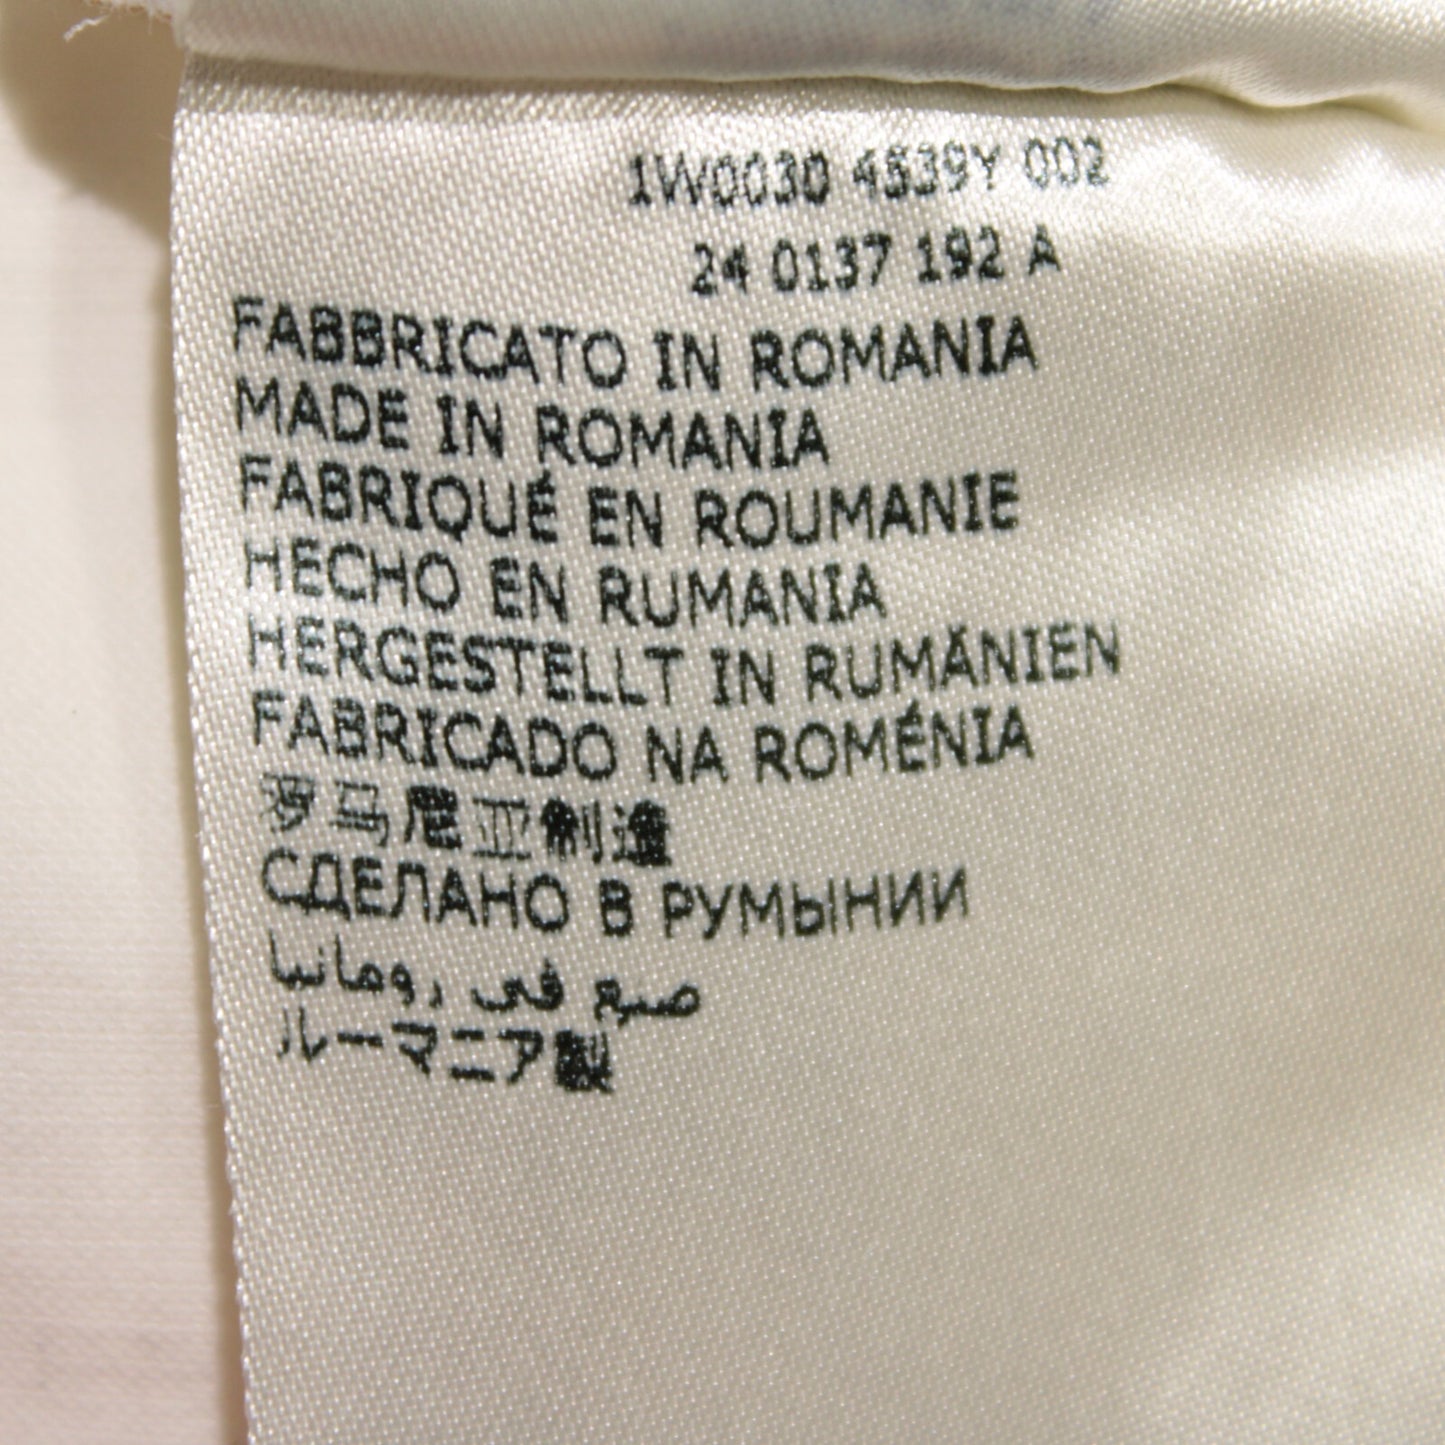 1W0030 4539Y 002
24 0137 192 A
FABBRICATO IN ROMANIA
MADE IN ROMANIA
FABRIQUÉ EN ROUMANIE
HECHO EN RUMANIA
HERGESTELLT IN RUMÄNIEN
FABRICADO NA ROMÉNIA
罗马尼亚制造
СДЕЛАНО В РУМЫНИИ
صنع في رومانيا
ルーマニア製